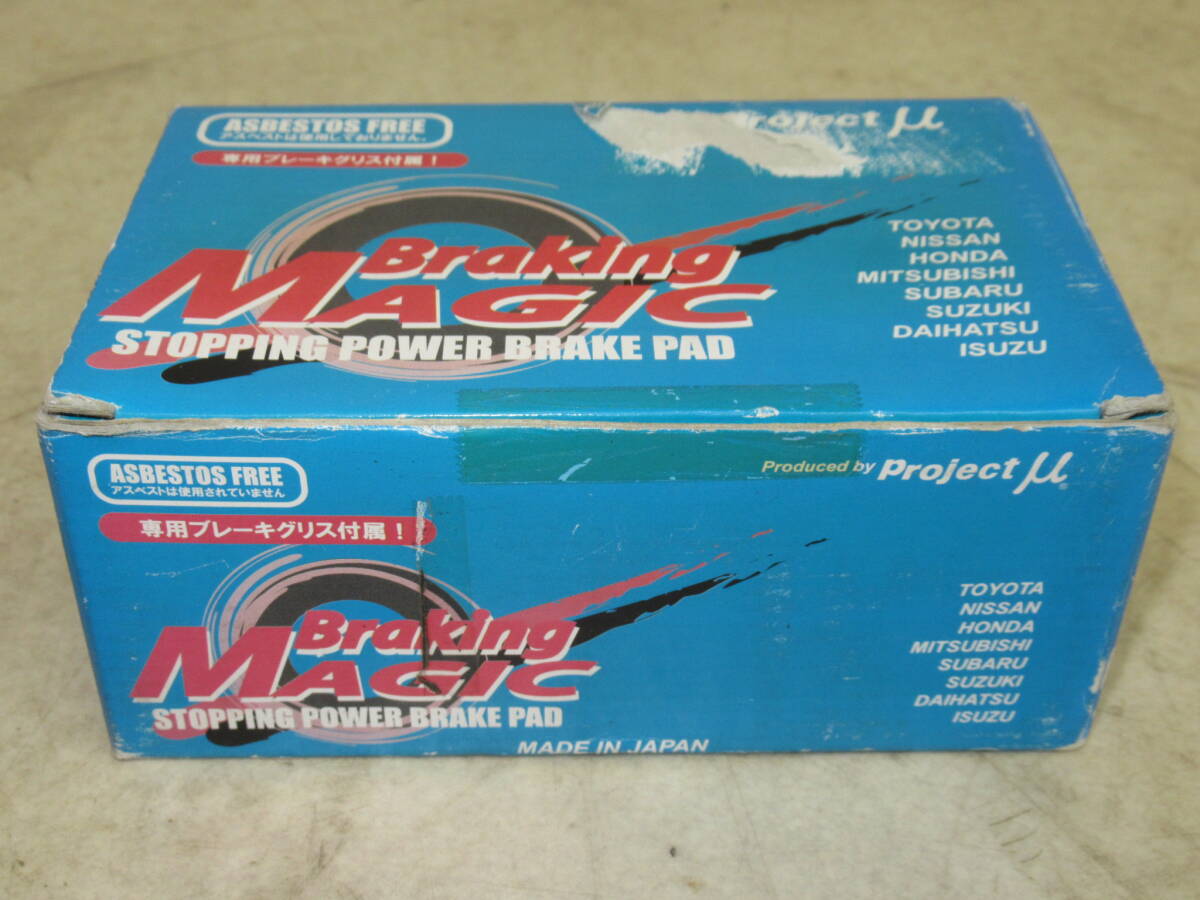 ASBESTOS FREE
アスベストは使用しておりません。
専用ブレーキグリス付属！
Project μ
Braking
MAGIC
STOPPING POWER BRAKE PAD
TOYOTA
NISSAN
HONDA
MITSUBISHI
SUBARU
SUZUKI
DAIHATSU
ISUZU
ASBESTOS FREE
アスベストは使用されていません
専用ブレーキグリス付属！
Produced by Project μ®
Braking
MAGIC
STOPPING POWER BRAKE PAD
TOYOTA
NISSAN
HONDA
MITSUBISHI
SUBARU
SUZUKI
DAIHATSU
ISUZU
MADE IN JAPAN